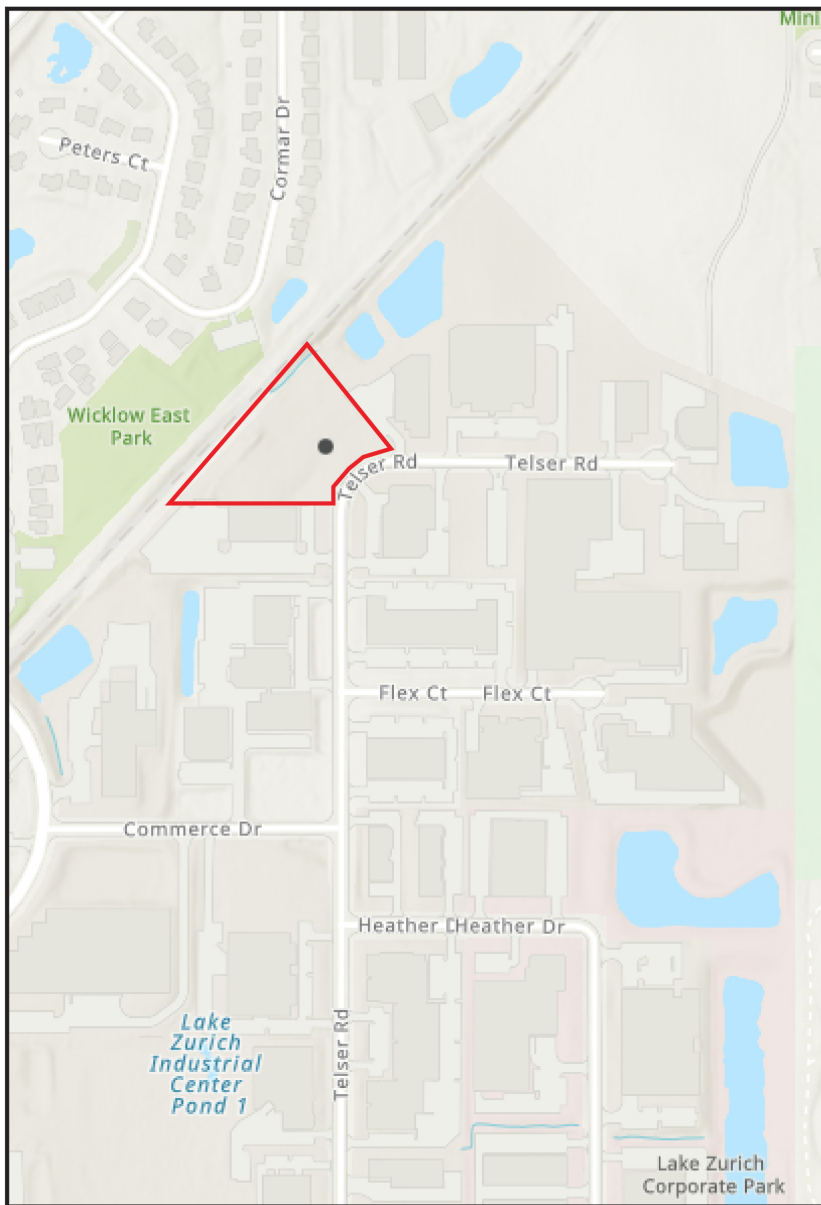 Mini
Peters Ct
Cormar Dr
Wicklow East
Park
Telser Rd
Telser Rd
Flex Ct
Flex Ct
Commerce Dr
Heather D
Heather Dr
Lake
Zurich
Industrial
Center
Pond 1
Telser Rd
Lake Zurich
Corporate Park